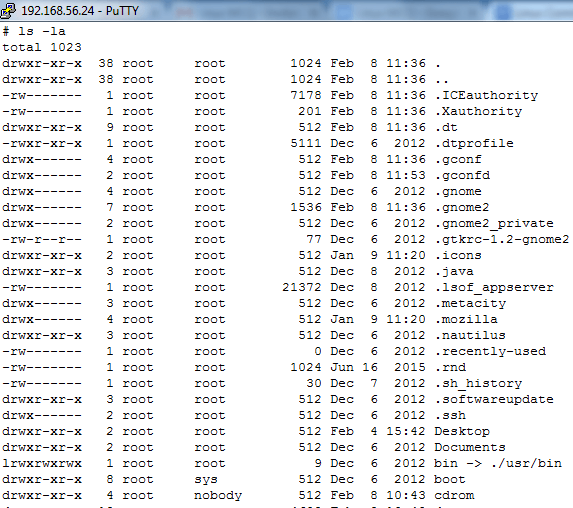 192.168.56.24 - PuTTY
# ls -la
total 1023
drwxr-xr-x 38 root root 1024 Feb 8 11:36 .
drwxr-xr-x 38 root root 1024 Feb 8 11:36 ..
-rw------- 1 root root 7178 Feb 8 11:36 .ICEauthority
-rw------- 1 root root 201 Feb 8 11:36 .Xauthority
drwxr-xr-x 9 root root 512 Feb 8 11:36 .dt
-rwxr-xr-x 1 root root 5111 Dec 6 2012 .dtprofile
drwx------ 4 root root 512 Feb 8 11:36 .gconf
drwx------ 2 root root 512 Feb 8 11:53 .gconfd
drwx------ 4 root root 512 Dec 6 2012 .gnome
drwx------ 7 root root 1536 Feb 8 11:36 .gnome2
drwx------ 2 root root 512 Dec 6 2012 .gnome2_private
-rw-r--r-- 1 root root 77 Dec 6 2012 .gtkrc-1.2-gnome2
drwxr-xr-x 2 root root 512 Jan 9 11:20 .icons
drwxr-xr-x 3 root root 512 Dec 8 2012 .java
-rw------- 1 root root 21372 Dec 8 2012 .lsof_appserver
drwx------ 3 root root 512 Dec 6 2012 .metacity
drwx------ 4 root root 512 Jan 9 11:20 .mozilla
drwxr-xr-x 3 root root 512 Dec 6 2012 .nautilus
-rw------- 1 root root 0 Dec 6 2012 .recently-used
-rw------- 1 root root 1024 Jun 16 2015 .rnd
-rw------- 1 root root 30 Dec 7 2012 .sh_history
drwxr-xr-x 3 root root 512 Dec 6 2012 .softwareupdate
drwx------ 2 root root 512 Dec 6 2012 .ssh
drwxr-xr-x 2 root root 512 Feb 4 15:42 Desktop
drwxr-xr-x 2 root root 512 Dec 6 2012 Documents
lrwxrwxrwx 1 root root 9 Dec 6 2012 bin -> ./usr/bin
drwxr-xr-x 8 root sys 512 Dec 6 2012 boot
drwxr-xr-x 4 root nobody 512 Feb 8 10:43 cdrom